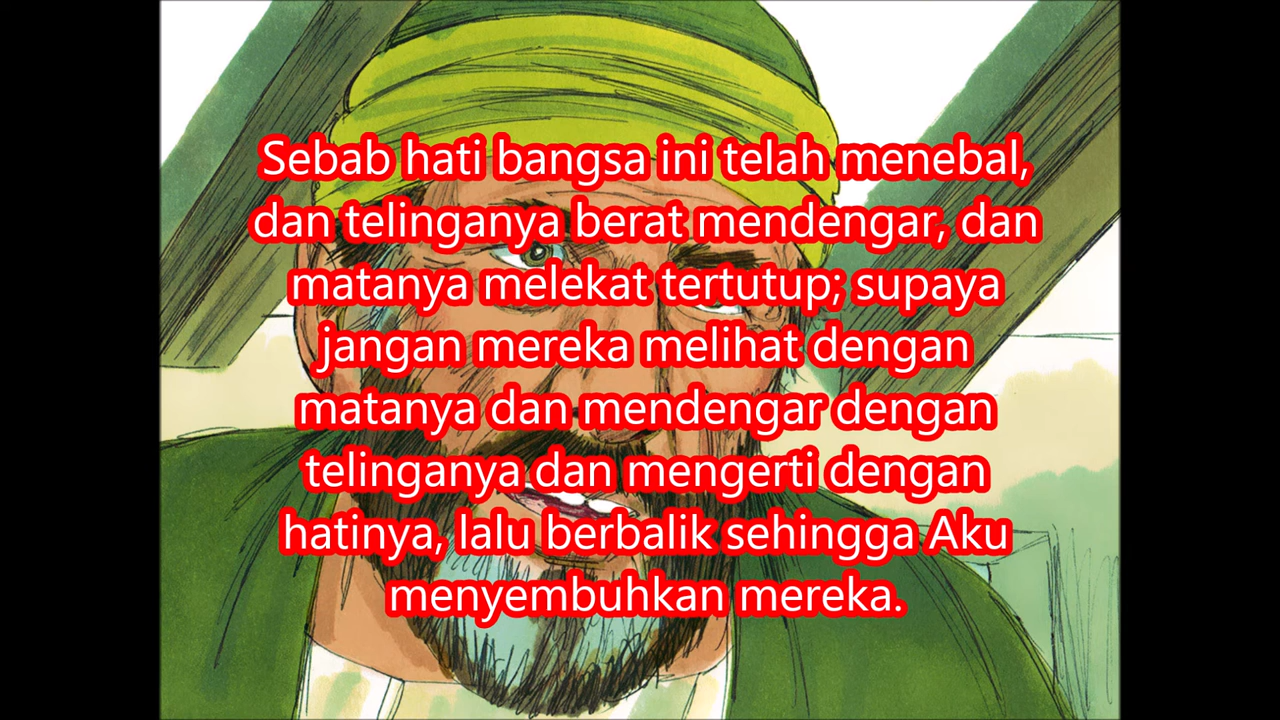 Sebab hati bangsa ini telah menebal,
dan telinganya berat mendengar, dan
matanya melekat tertutup; supaya
jangan mereka melihat dengan
matanya dan mendengar dengan
telinganya dan mengerti dengan
hatinya, lalu berbalik sehingga Aku
menyembuhkan mereka.